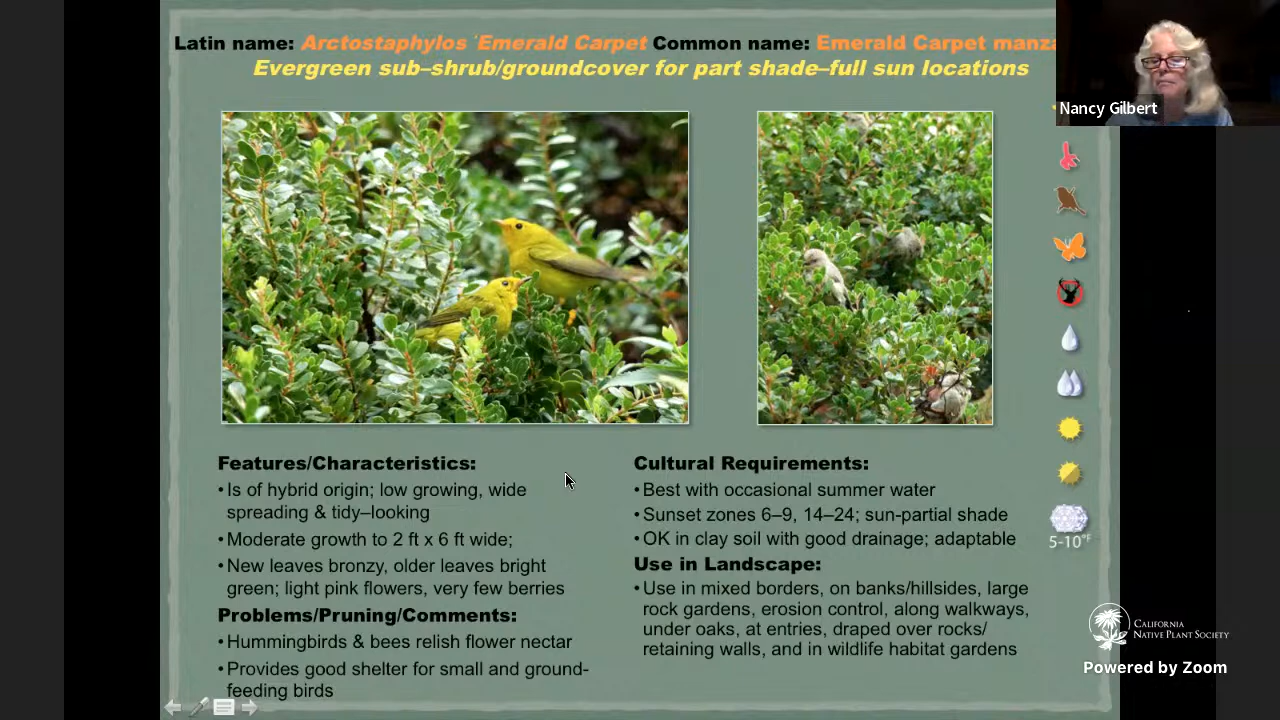 Latin name: Arctostaphylos 'Emerald Carpet Common name: Emerald Carpet manza
Evergreen sub–shrub/groundcover for part shade–full sun locations
Nancy Gilbert
Features/Characteristics:
• Is of hybrid origin; low growing, wide
spreading & tidy–looking
• Moderate growth to 2 ft x 6 ft wide;
• New leaves bronzy, older leaves bright
green; light pink flowers, very few berries
Problems/Pruning/Comments:
• Hummingbirds & bees relish flower nectar
• Provides good shelter for small and ground-
feeding birds
Cultural Requirements:
• Best with occasional summer water
• Sunset zones 6–9, 14–24; sun-partial shade
• OK in clay soil with good drainage; adaptable
Use in Landscape:
• Use in mixed borders, on banks/hillsides, large
rock gardens, erosion control, along walkways,
under oaks, at entries, draped over rocks/
retaining walls, and in wildlife habitat gardens
5-10°F
CALIFORNIA
NATIVE PLANT SOCIETY
Powered by Zoom